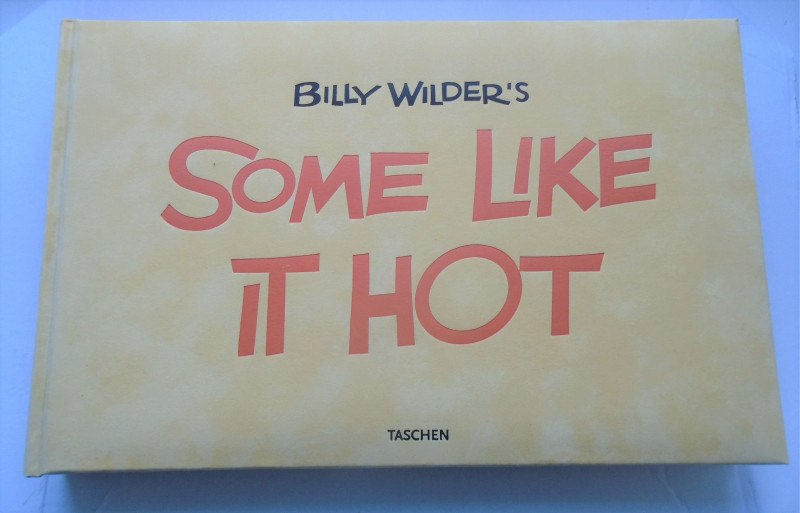 BILLY WILDER'S
SOME LIKE
IT HOT
TASCHEN